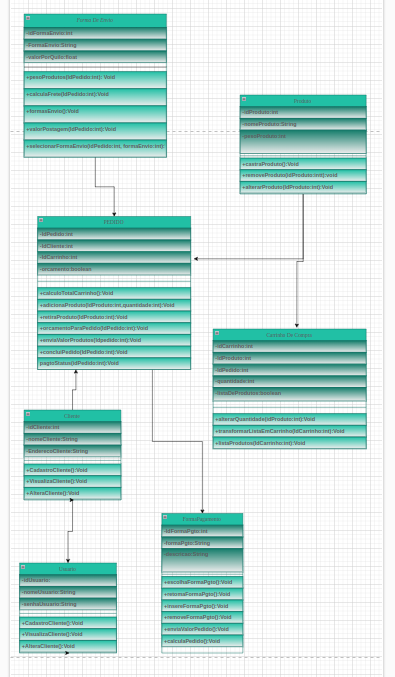 Forma De Envio
-idFormaEnvio:int
-FormaEnvio:String
-valorPorQuilo:float
+pesoProdutos(idPedido:int): Void
+calculaFrete(idPedido:int):Void
+formasEnvio():Void
+valorPostagem(idPedido:int):Void
+selecionarFormaEnvio(idPedido:int, formaEnvio:int):
Produto
-idProduto:int
-nomeProduto:String
-pesoProduto:int
+castraProduto():Void
+removeProduto(idProduto:int):void
+alterarProduto(idProduto:int):Void
PEDIDO
-idPedido:int
-idCliente:int
-idCarrinho:int
-orcamento:boolean
+calculoTotalCarrinho():Void
+adicionaProduto(idProduto:int,quantidade:int):Void
+retiraProduto(idProduto:int):Void
+orcamentoParaPedido(idPedido:int):Void
+enviaValorProdutos(idpedido:int):Void
+concluiPedido(idPedido:int):Void
pagtoStatus(idPedido:int):Void
Carrinho De Compra
-idCarrinho:int
-idProduto:int
-idPedido:int
-quantidade:int
-listaDeProdutos:boolean
+alterarQuantidade(idProduto:int):Void
+transformarListaEmCarrinho(idCarrinho:int):Void
+listaProdutos(idCarrinho:int):Void
Cliente
-idCliente:int
-nomeCliente:String
-EnderecoCliente:String
+CadastroCliente():Void
+VisualizaCliente():Void
+AlteraCliente():Void
FormaPagamento
-idFormaPgto:int
-formaPgto:String
-descricao:String
+escolhaFormaPgto():Void
+retornaFormaPgto():Void
+insereFormaPgto():Void
+removeFormaPgto():Void
+enviaValorPedido():Void
+calculaPedido():Void
Usuario
-idUsuario:
-nomeUsuario:String
-senhaUsuario:String
+CadastroCliente():Void
+VisualizaCliente():Void
+AlteraCliente():Void